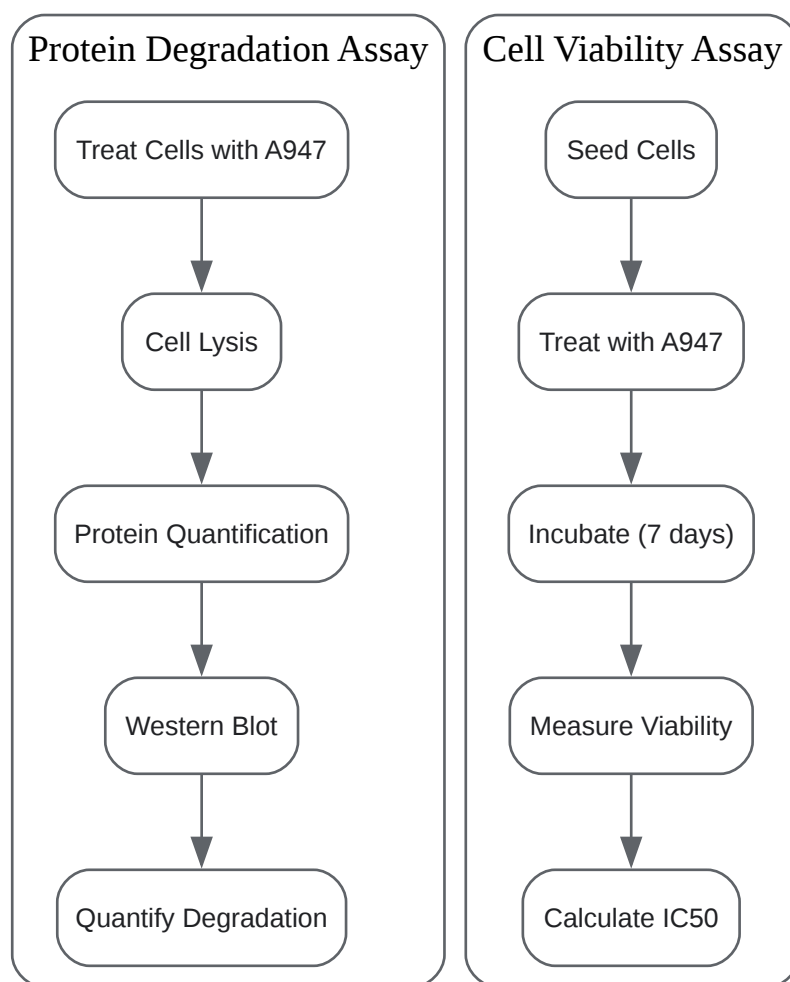 Protein Degradation Assay
Treat Cells with A947
Cell Lysis
Protein Quantification
Western Blot
Quantify Degradation
Cell Viability Assay
Seed Cells
Treat with A947
Incubate (7 days)
Measure Viability
Calculate IC50